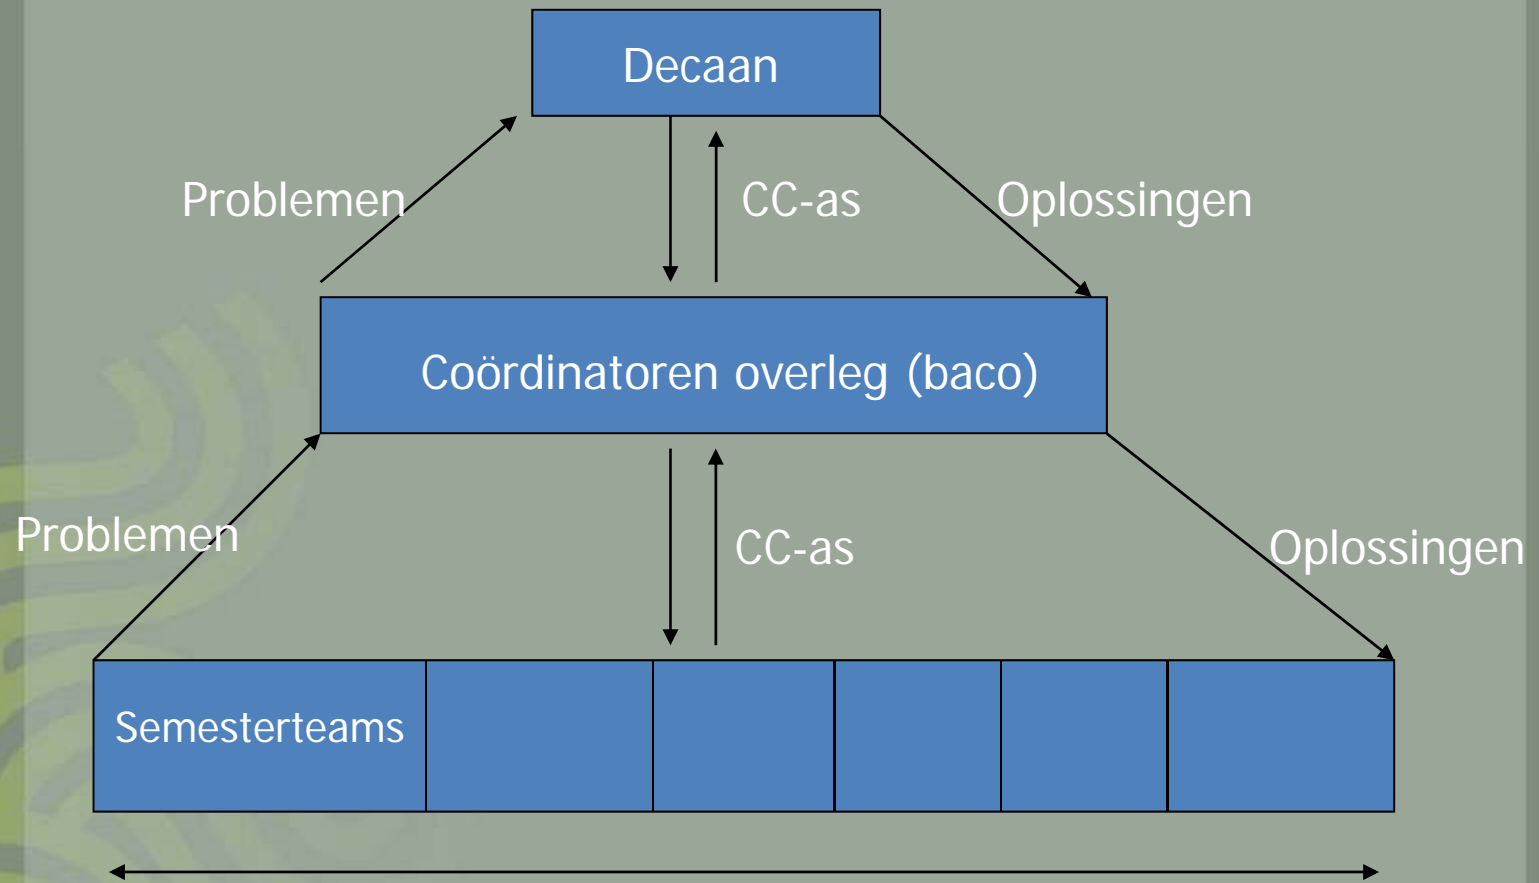 Decaan
Problemen
CC-as
Oplossingen
Coördinatoren overleg (baco)
Problemen
CC-as
Oplossingen
Semesterteams